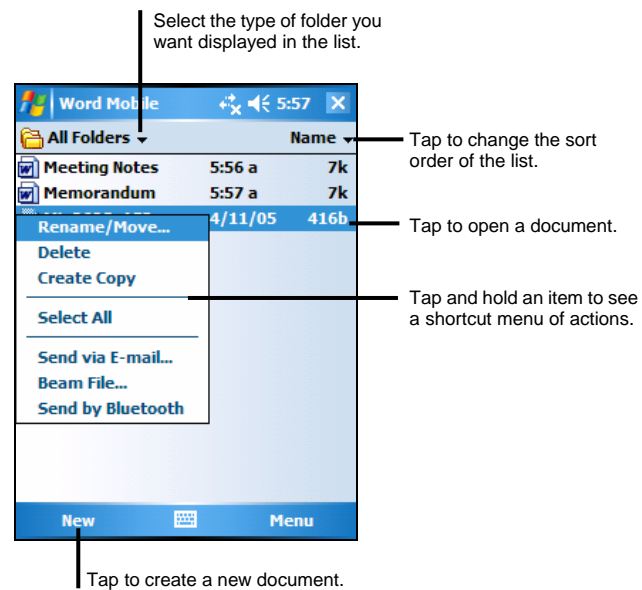 Select the type of folder you
want displayed in the list.
Word Mobile 5:57
All Folders Name
Tap to change the sort
order of the list.
Meeting Notes 5:56 a 7k
Memorandum 5:57 a 7k
4/11/05 416b
Tap to open a document.
Rename/Move...
Delete
Create Copy
Tap and hold an item to see
a shortcut menu of actions.
Select All
Send via E-mail...
Beam File...
Send by Bluetooth
New Menu
Tap to create a new document.